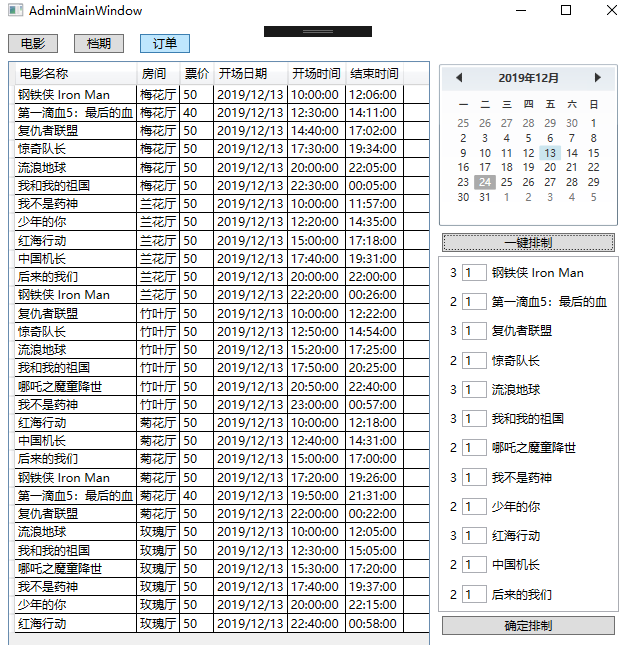 AdminMainWindow
电影 档期 订单
电影名称 房间 票价 开场日期 开场时间 结束时间
钢铁侠 Iron Man 梅花厅 50 2019/12/13 10:00:00 12:06:00
第一滴血5：最后的血 梅花厅 40 2019/12/13 12:30:00 14:11:00
复仇者联盟 梅花厅 50 2019/12/13 14:40:00 17:02:00
惊奇队长 梅花厅 50 2019/12/13 17:30:00 19:34:00
流浪地球 梅花厅 50 2019/12/13 20:00:00 22:05:00
我和我的祖国 梅花厅 50 2019/12/13 22:30:00 00:05:00
我不是药神 兰花厅 50 2019/12/13 10:00:00 11:57:00
少年的你 兰花厅 50 2019/12/13 12:20:00 14:35:00
红海行动 兰花厅 50 2019/12/13 15:00:00 17:18:00
中国机长 兰花厅 50 2019/12/13 17:40:00 19:31:00
后来的我们 兰花厅 50 2019/12/13 20:00:00 22:00:00
钢铁侠 Iron Man 兰花厅 50 2019/12/13 22:20:00 00:26:00
复仇者联盟 竹叶厅 50 2019/12/13 10:00:00 12:22:00
惊奇队长 竹叶厅 50 2019/12/13 12:50:00 14:54:00
流浪地球 竹叶厅 50 2019/12/13 15:20:00 17:25:00
我和我的祖国 竹叶厅 50 2019/12/13 17:50:00 20:25:00
哪吒之魔童降世 竹叶厅 50 2019/12/13 20:50:00 22:40:00
我不是药神 竹叶厅 50 2019/12/13 23:00:00 00:57:00
红海行动 菊花厅 50 2019/12/13 10:00:00 12:18:00
中国机长 菊花厅 50 2019/12/13 12:40:00 14:31:00
后来的我们 菊花厅 50 2019/12/13 15:00:00 17:00:00
钢铁侠 Iron Man 菊花厅 50 2019/12/13 17:20:00 19:26:00
第一滴血5：最后的血 菊花厅 40 2019/12/13 19:50:00 21:31:00
复仇者联盟 菊花厅 50 2019/12/13 22:00:00 00:22:00
流浪地球 玫瑰厅 50 2019/12/13 10:00:00 12:05:00
我和我的祖国 玫瑰厅 50 2019/12/13 12:30:00 15:05:00
哪吒之魔童降世 玫瑰厅 50 2019/12/13 15:30:00 17:20:00
我不是药神 玫瑰厅 50 2019/12/13 17:40:00 19:37:00
少年的你 玫瑰厅 50 2019/12/13 20:00:00 22:15:00
红海行动 玫瑰厅 50 2019/12/13 22:40:00 00:58:00
2019年12月
一 二 三 四 五 六 日
25 26 27 28 29 30 1
2 3 4 5 6 7 8
9 10 11 12 13 14 15
16 17 18 19 20 21 22
23 24 25 26 27 28 29
30 31 1 2 3 4 5
一键排制
3 1 钢铁侠 Iron Man
2 1 第一滴血5：最后的血
3 1 复仇者联盟
2 1 惊奇队长
3 1 流浪地球
3 1 我和我的祖国
2 1 哪吒之魔童降世
3 1 我不是药神
2 1 少年的你
3 1 红海行动
2 1 中国机长
2 1 后来的我们
确定排制